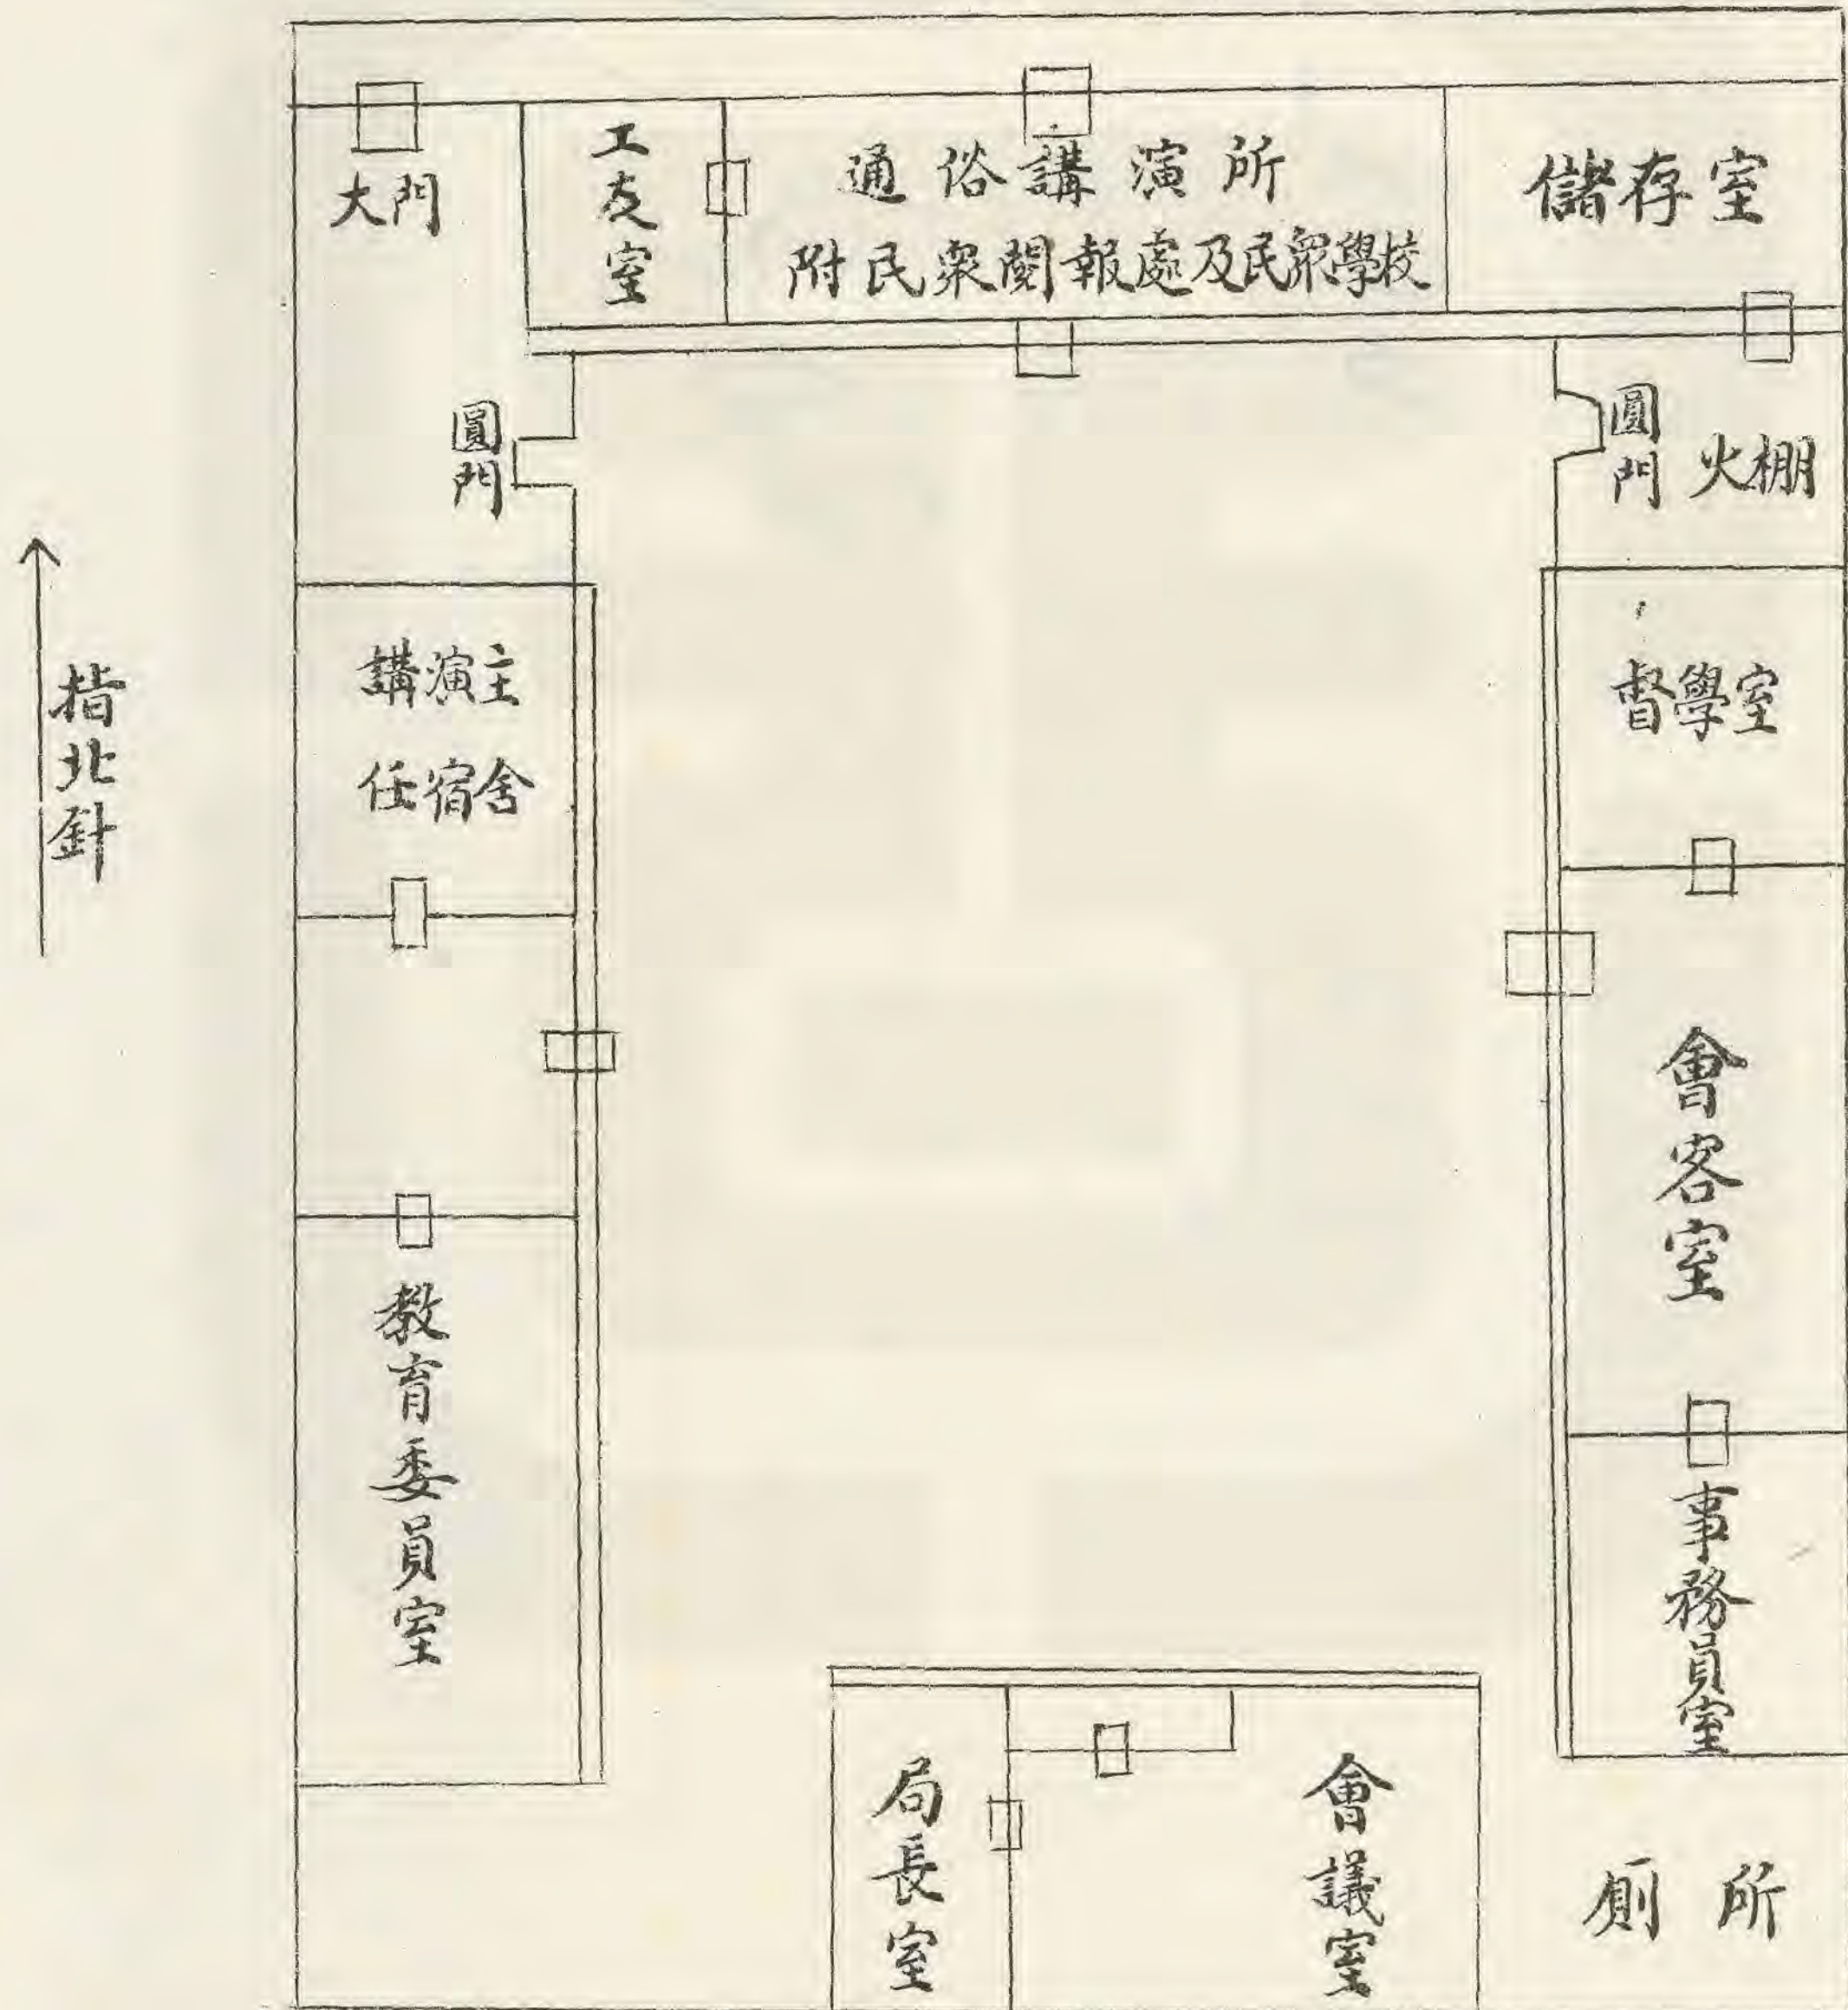 大門
工友室
通俗講演所
附民衆閱報處及民衆學校
儲存室
圓門
圓門
火棚
指北針
講演主
任宿舍
督學室
會客室
教育委員室
事務員室
局長室
會議室
廁所